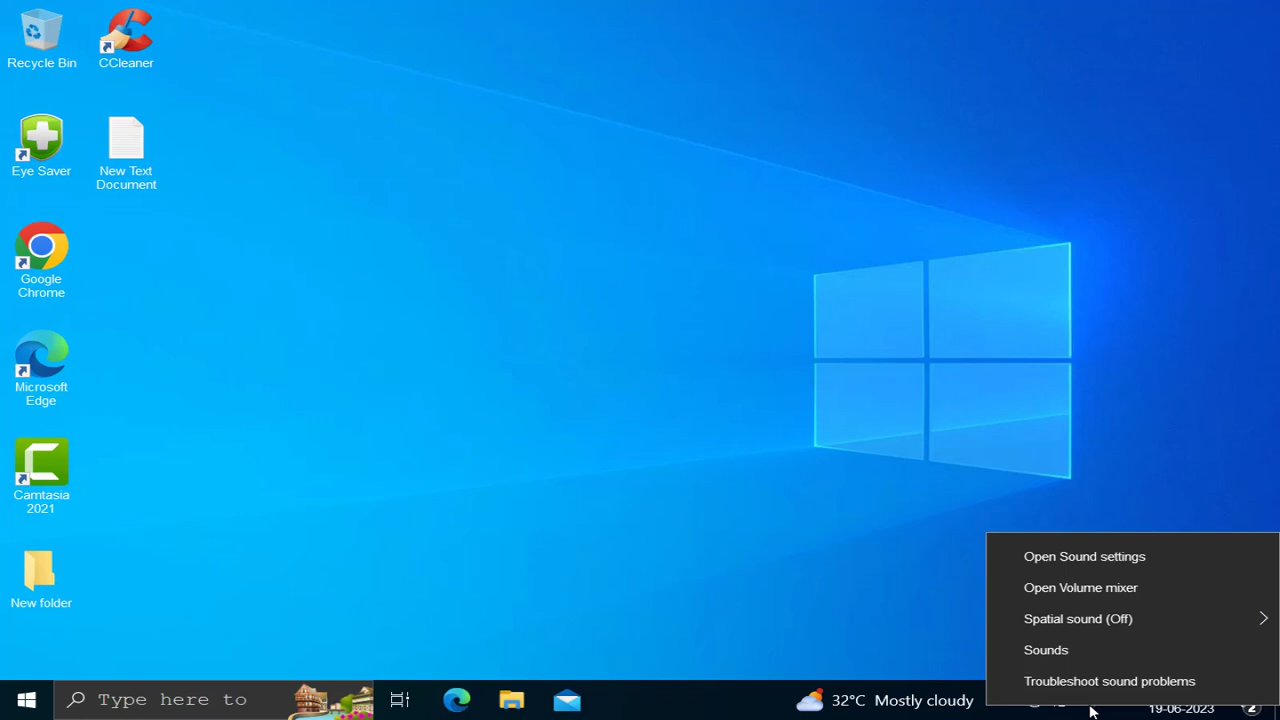 Recycle Bin
CCleaner
Eye Saver
New Text
Document
Google
Chrome
Microsoft
Edge
Camtasia
2021
New folder
Open Sound settings
Open Volume mixer
Spatial sound (Off)
Sounds
Troubleshoot sound problems
Type here to
32°C Mostly cloudy
19-06-2023
2